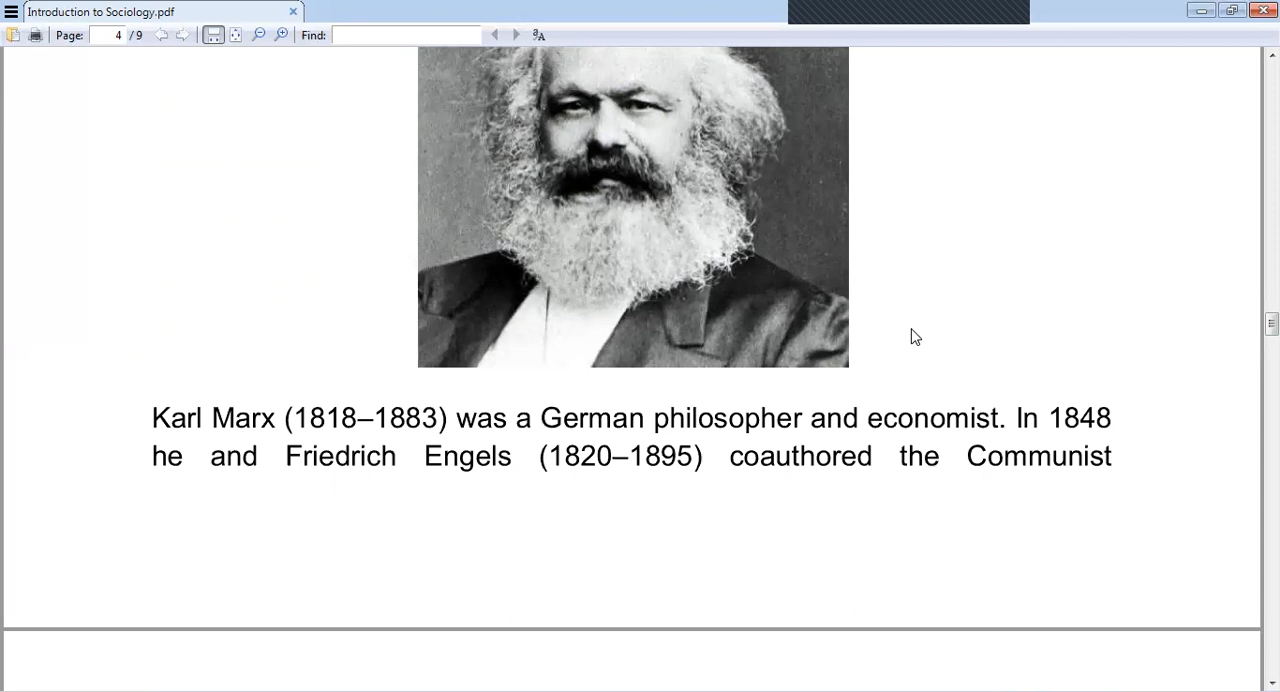 Introduction to Sociology.pdf
Page: 4 / 9 Find:
Karl Marx (1818–1883) was a German philosopher and economist. In 1848
he and Friedrich Engels (1820–1895) coauthored the Communist